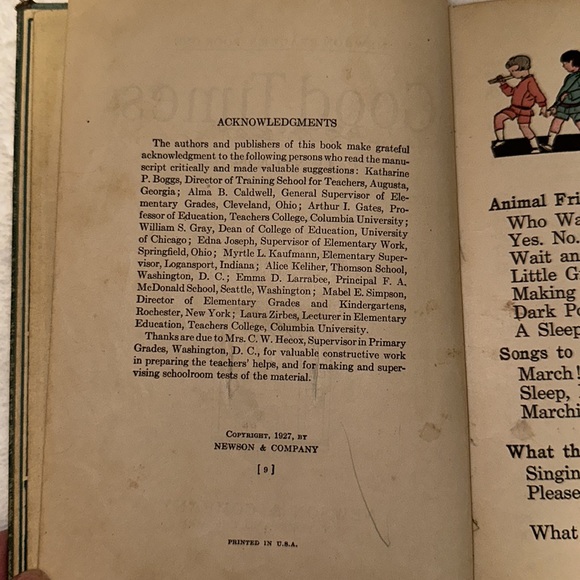 ACKNOWLEDGMENTS
The authors and publishers of this book make grateful
acknowledgment to the following persons who read the manu-
script critically and made valuable suggestions: Katharine
P. Boggs, Director of Training School for Teachers, Augusta,
Georgia; Alma B. Caldwell, General Supervisor of Ele-
mentary Grades, Cleveland, Ohio; Arthur I. Gates, Pro-
fessor of Education, Teachers College, Columbia University;
William S. Gray, Dean of College of Education, University
of Chicago; Edna Joseph, Supervisor of Elementary Work,
Springfield, Ohio; Myrtle L. Kaufmann, Elementary Super-
visor, Logansport, Indiana; Alice Keliher, Thomson School,
Washington, D. C.; Emma D. Larrabee, Principal F. A.
McDonald School, Seattle, Washington; Mabel E. Simpson,
Director of Elementary Grades and Kindergartens,
Rochester, New York; Laura Zirbes, Lecturer in Elementary
Education, Teachers College, Columbia University.
Thanks are due to Mrs. C. W. Hecox, Supervisor in Primary
Grades, Washington, D. C., for valuable constructive work
in preparing the teachers' helps, and for making and super-
vising schoolroom tests of the material.
COPYRIGHT, 1927, BY
NEWSON & COMPANY
[9]
PRINTED IN U.S.A.
Animal Fri
Who Wa
Yes. No.
Wait an
Little G
Making
Dark Po
A Sleep
Songs to
March!
Sleep,
Marchi
What th
Singin
Please
What